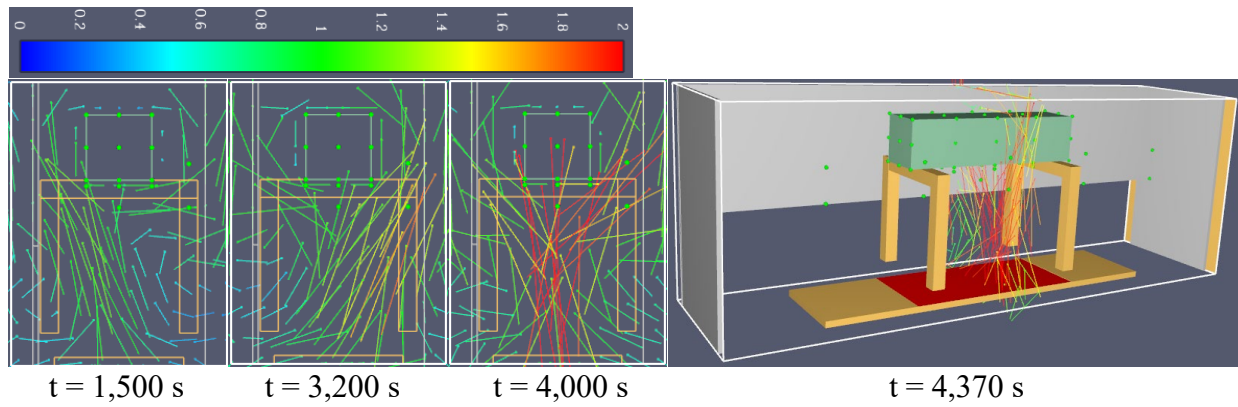 0 0.2 0.4 0.6 0.8 1 1.2 1.4 1.6 1.8 2
t = 1,500 s t = 3,200 s t = 4,000 s t = 4,370 s